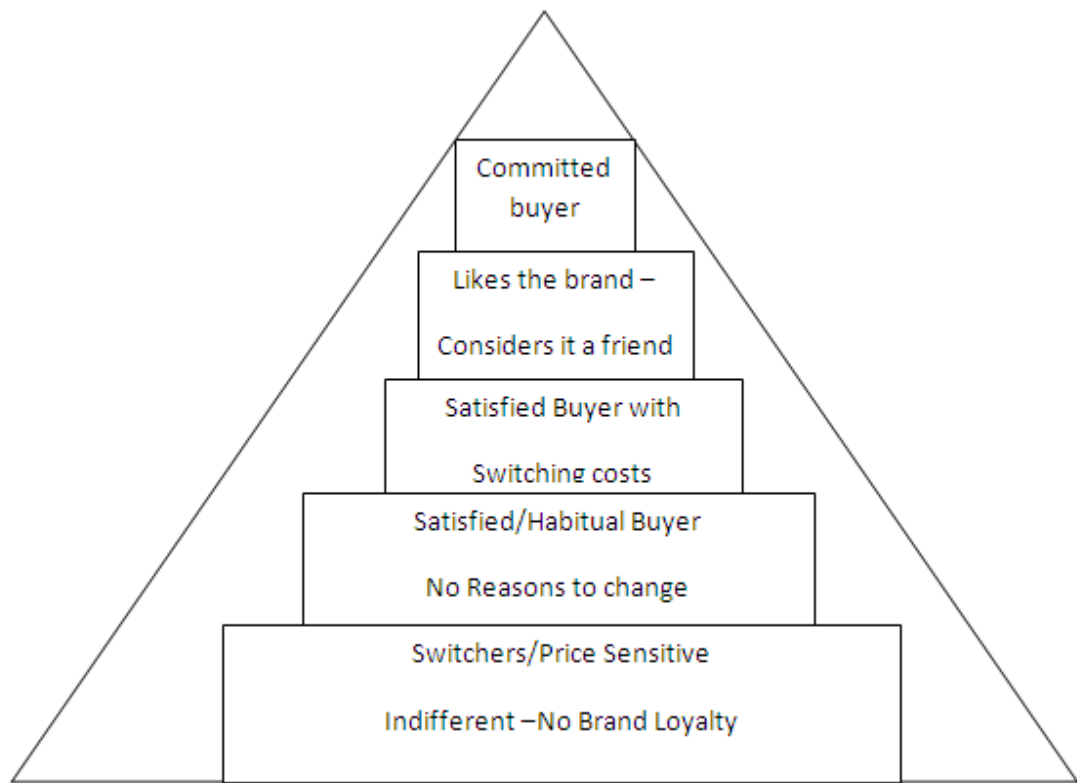 Committed
buyer
Likes the brand –
Considers it a friend
Satisfied Buyer with
Switching costs
Satisfied/Habitual Buyer
No Reasons to change
Switchers/Price Sensitive
Indifferent –No Brand Loyalty